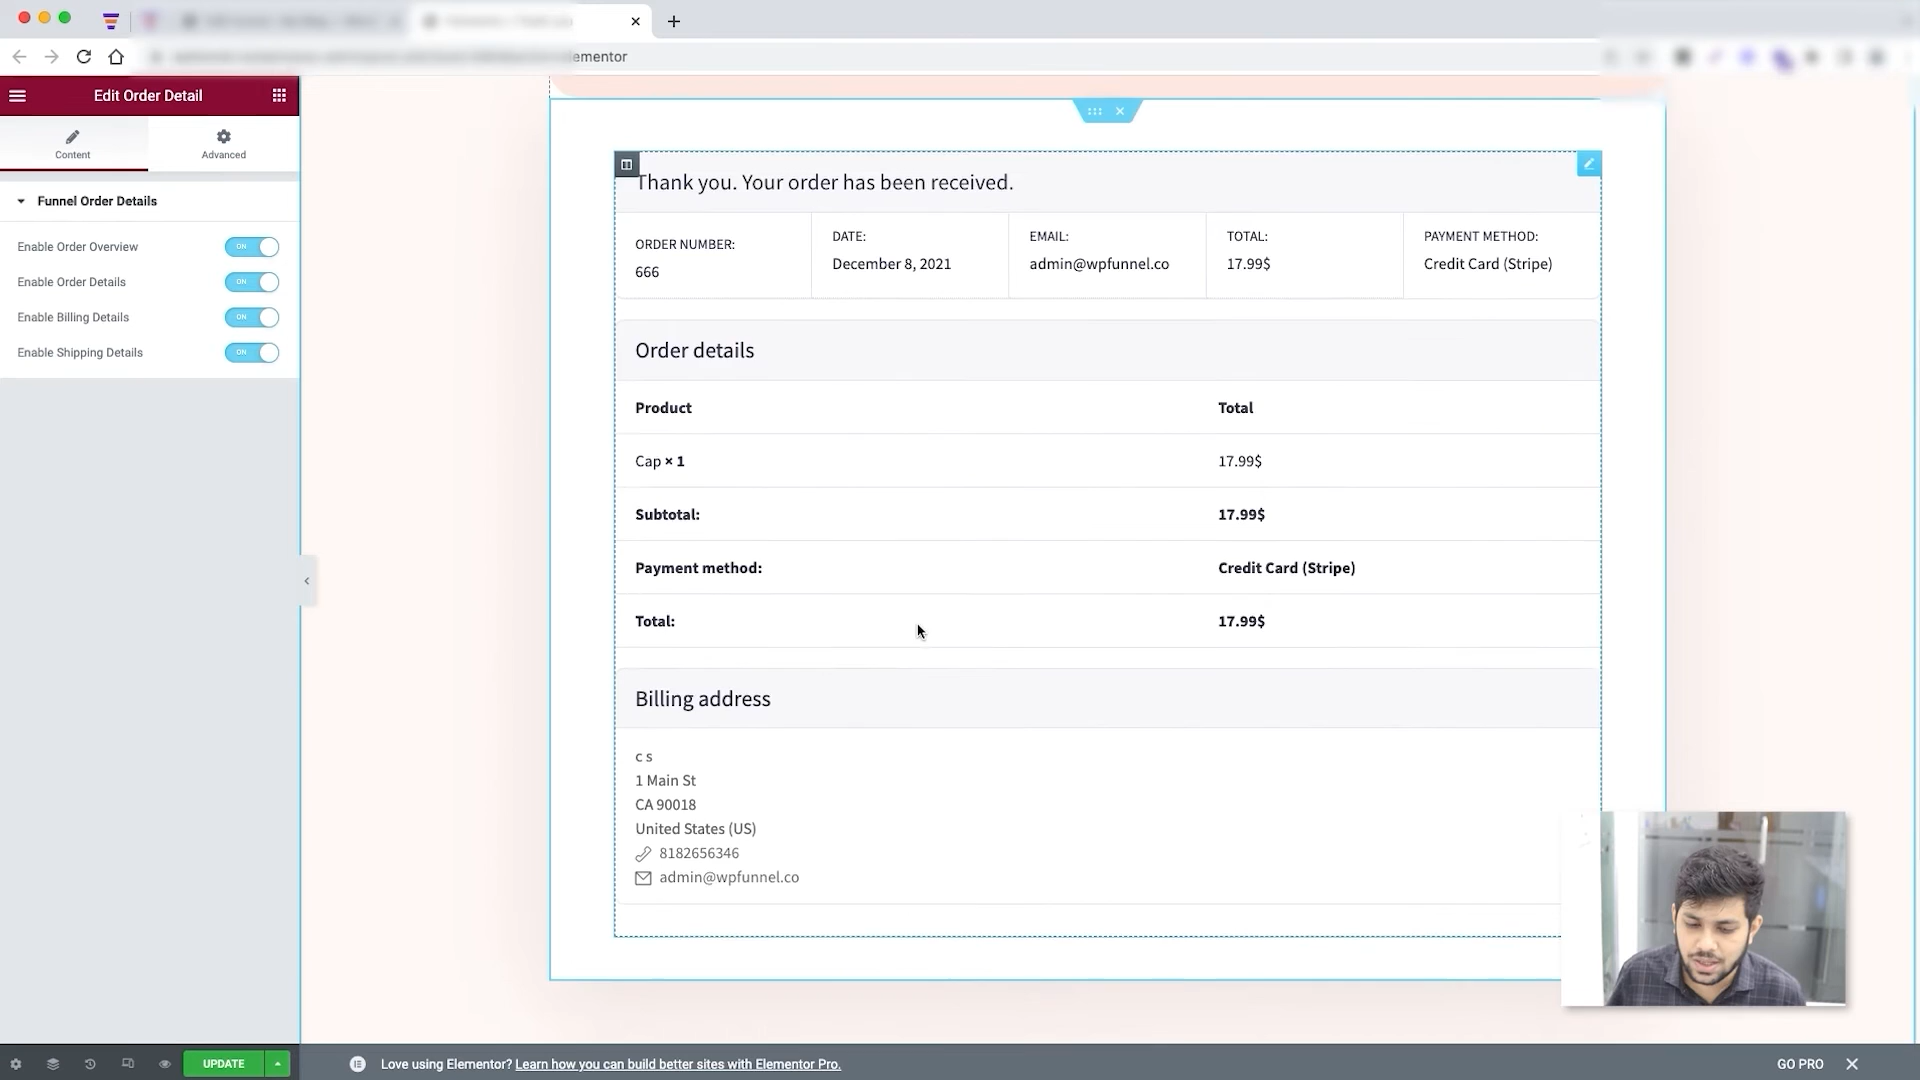 elementor
Edit Order Detail
Content
Advanced
Funnel Order Details
Enable Order Overview ON
Enable Order Details ON
Enable Billing Details ON
Enable Shipping Details ON
Thank you. Your order has been received.
ORDER NUMBER:
666
DATE:
December 8, 2021
EMAIL:
admin@wpfunnel.co
TOTAL:
17.99$
PAYMENT METHOD:
Credit Card (Stripe)
Order details
Product Total
Cap × 1 17.99$
Subtotal: 17.99$
Payment method: Credit Card (Stripe)
Total: 17.99$
Billing address
c s
1 Main St
CA 90018
United States (US)
8182656346
admin@wpfunnel.co
UPDATE
Love using Elementor? Learn how you can build better sites with Elementor Pro.
GO PRO